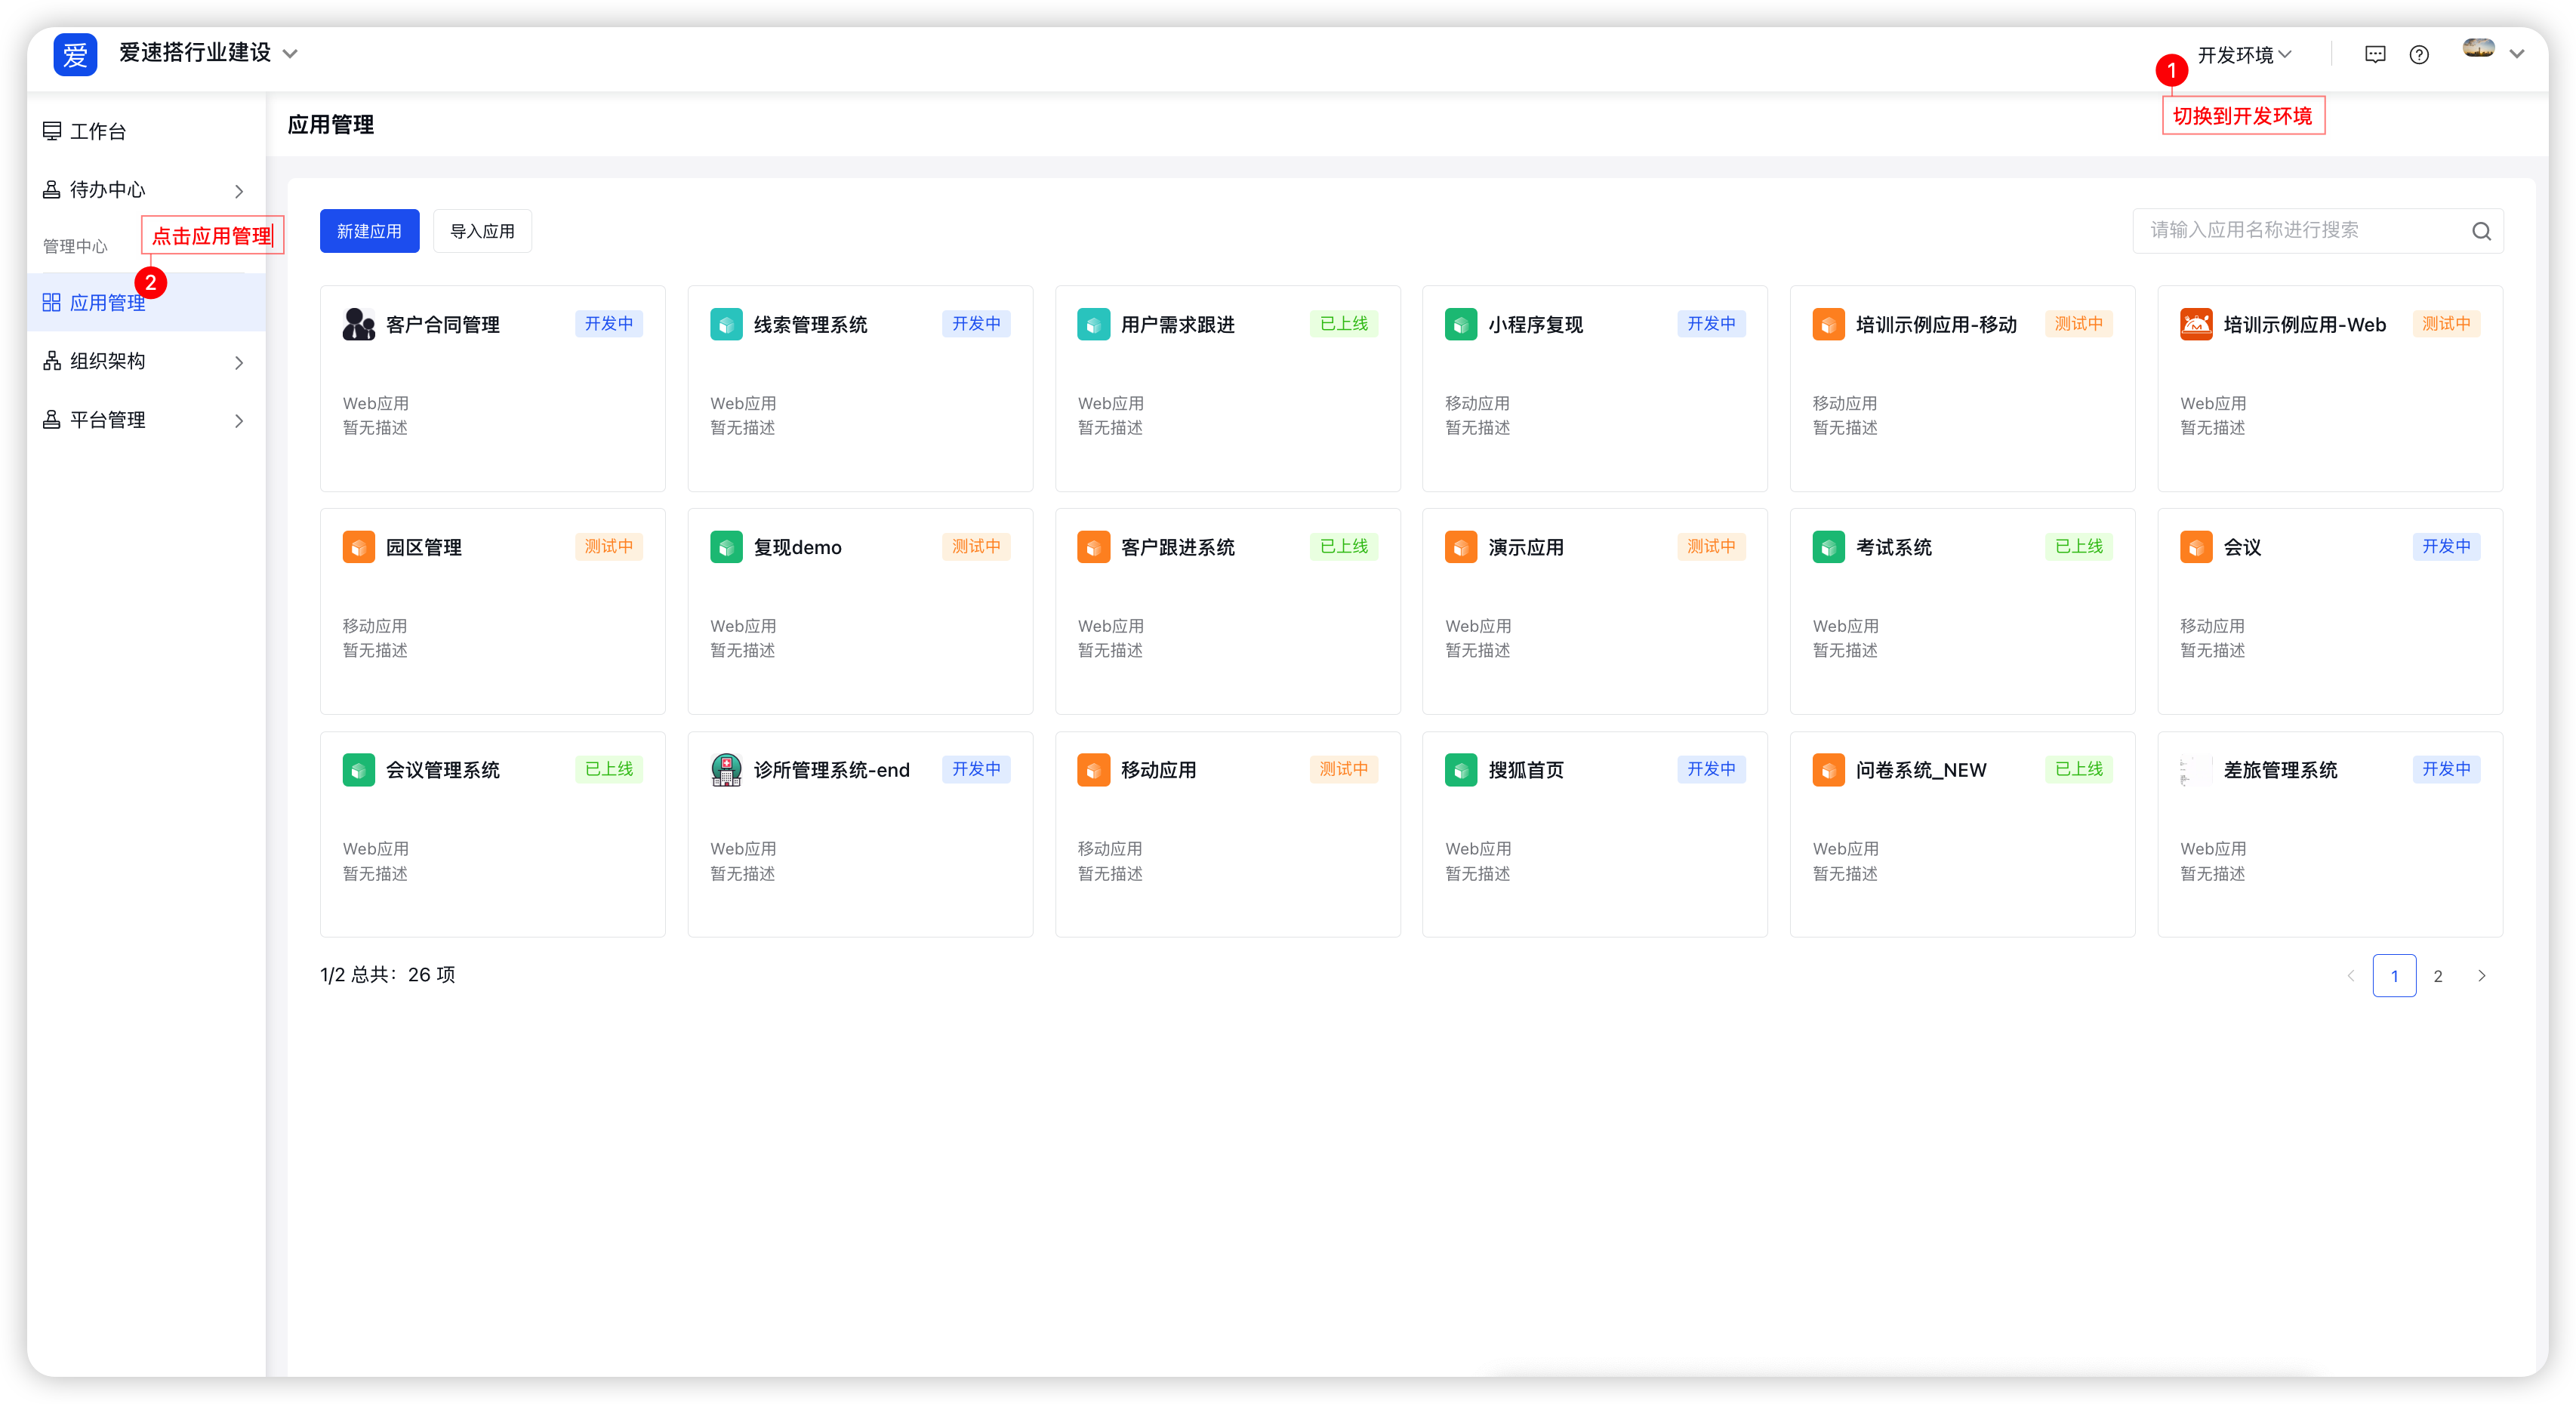 爱 爱速搭行业建设
开发环境
1
切换到开发环境
工作台
待办中心
管理中心
点击应用管理
2
应用管理
组织架构
平台管理
应用管理
新建应用 导入应用 请输入应用名称进行搜索
客户合同管理 开发中
Web应用
暂无描述
线索管理系统 开发中
Web应用
暂无描述
用户需求跟进 已上线
Web应用
暂无描述
小程序复现 开发中
移动应用
暂无描述
培训示例应用-移动 测试中
移动应用
暂无描述
培训示例应用-Web 测试中
Web应用
暂无描述
园区管理 测试中
移动应用
暂无描述
复现demo 测试中
Web应用
暂无描述
客户跟进系统 已上线
Web应用
暂无描述
演示应用 测试中
Web应用
暂无描述
考试系统 已上线
Web应用
暂无描述
会议 开发中
移动应用
暂无描述
会议管理系统 已上线
Web应用
暂无描述
诊所管理系统-end 开发中
Web应用
暂无描述
移动应用 测试中
移动应用
暂无描述
搜狐首页 开发中
Web应用
暂无描述
问卷系统_NEW 已上线
Web应用
暂无描述
差旅管理系统 开发中
Web应用
暂无描述
1/2 总共：26 项
1 2